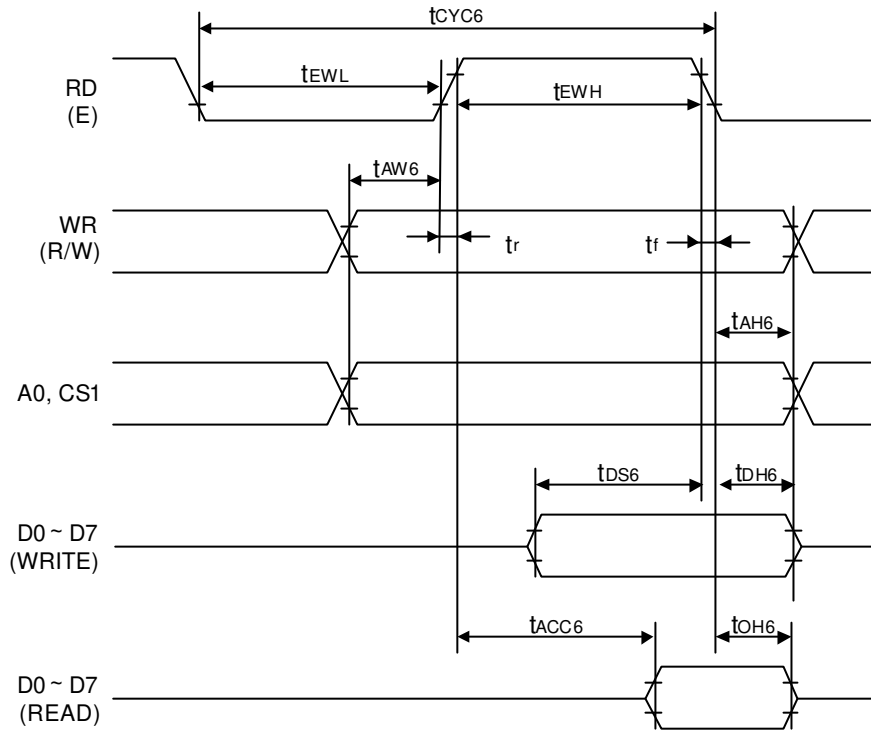 tCYC6
tEWL
tEWH
RD
(E)
tAW6
WR
(R/W)
tr
tf
tAH6
A0, CS1
tDS6
tDH6
D0 ~ D7
(WRITE)
tACC6
tOH6
D0 ~ D7
(READ)